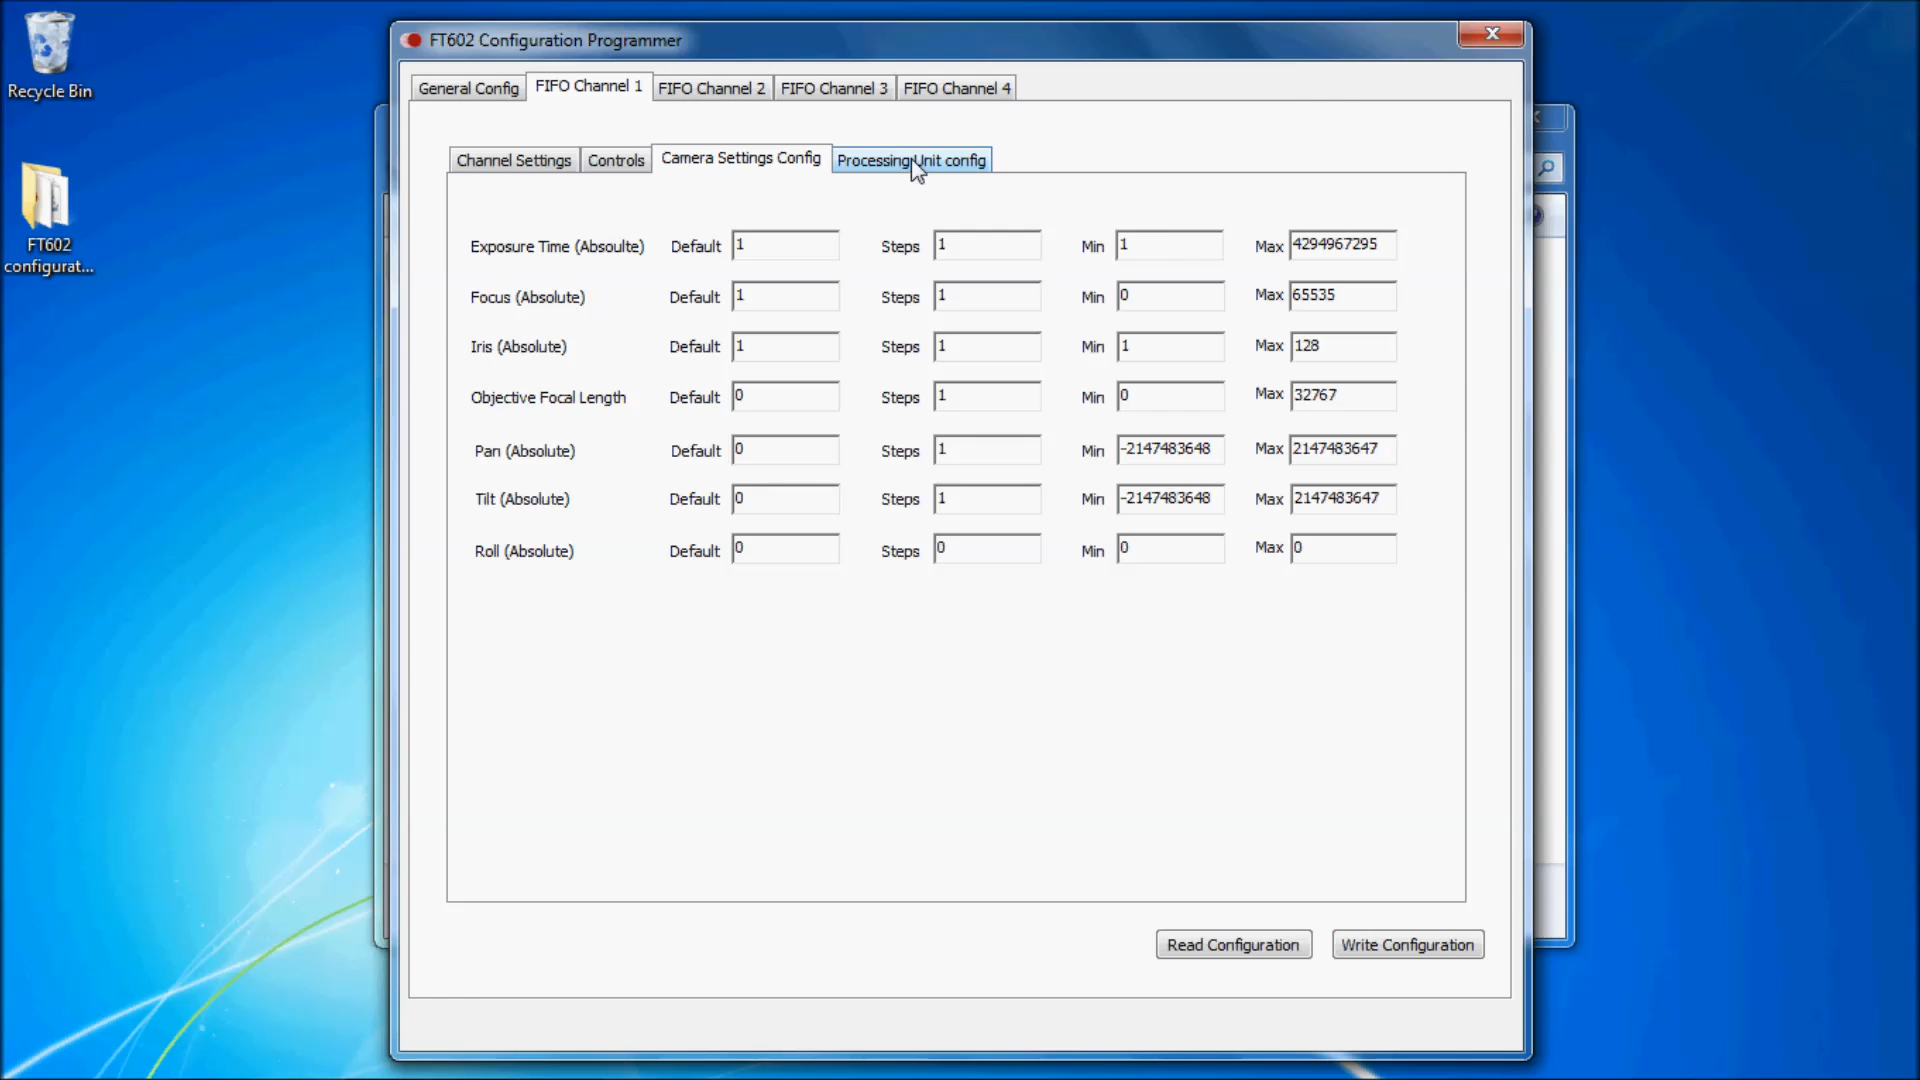 Recycle Bin
FT602
configurat...
FT602 Configuration Programmer
General Config FIFO Channel 1 FIFO Channel 2 FIFO Channel 3 FIFO Channel 4
Channel Settings Controls Camera Settings Config Processing Unit config
Exposure Time (Absoulte) Default 1 Steps 1 Min 1 Max 4294967295
Focus (Absolute) Default 1 Steps 1 Min 0 Max 65535
Iris (Absolute) Default 1 Steps 1 Min 1 Max 128
Objective Focal Length Default 0 Steps 1 Min 0 Max 32767
Pan (Absolute) Default 0 Steps 1 Min -2147483648 Max 2147483647
Tilt (Absolute) Default 0 Steps 1 Min -2147483648 Max 2147483647
Roll (Absolute) Default 0 Steps 0 Min 0 Max 0
Read Configuration Write Configuration